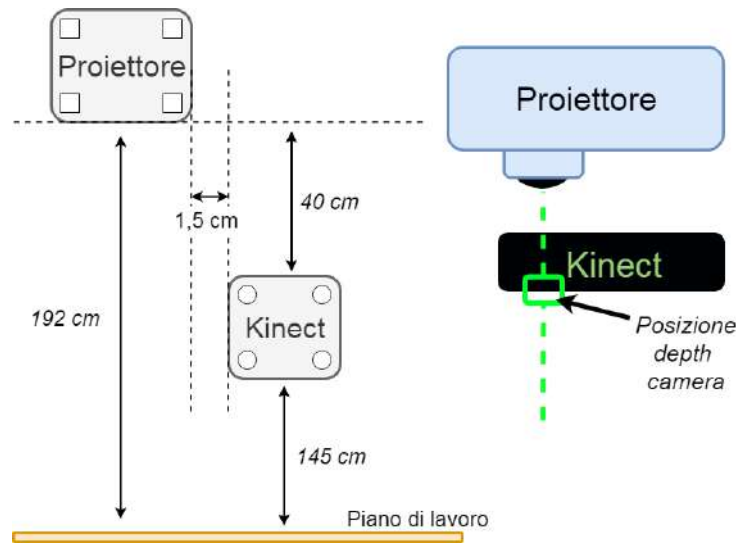 Proiettore
1,5 cm
40 cm
192 cm
Kinect
145 cm
Piano di lavoro
Proiettore
Kinect
Posizione
depth
camera